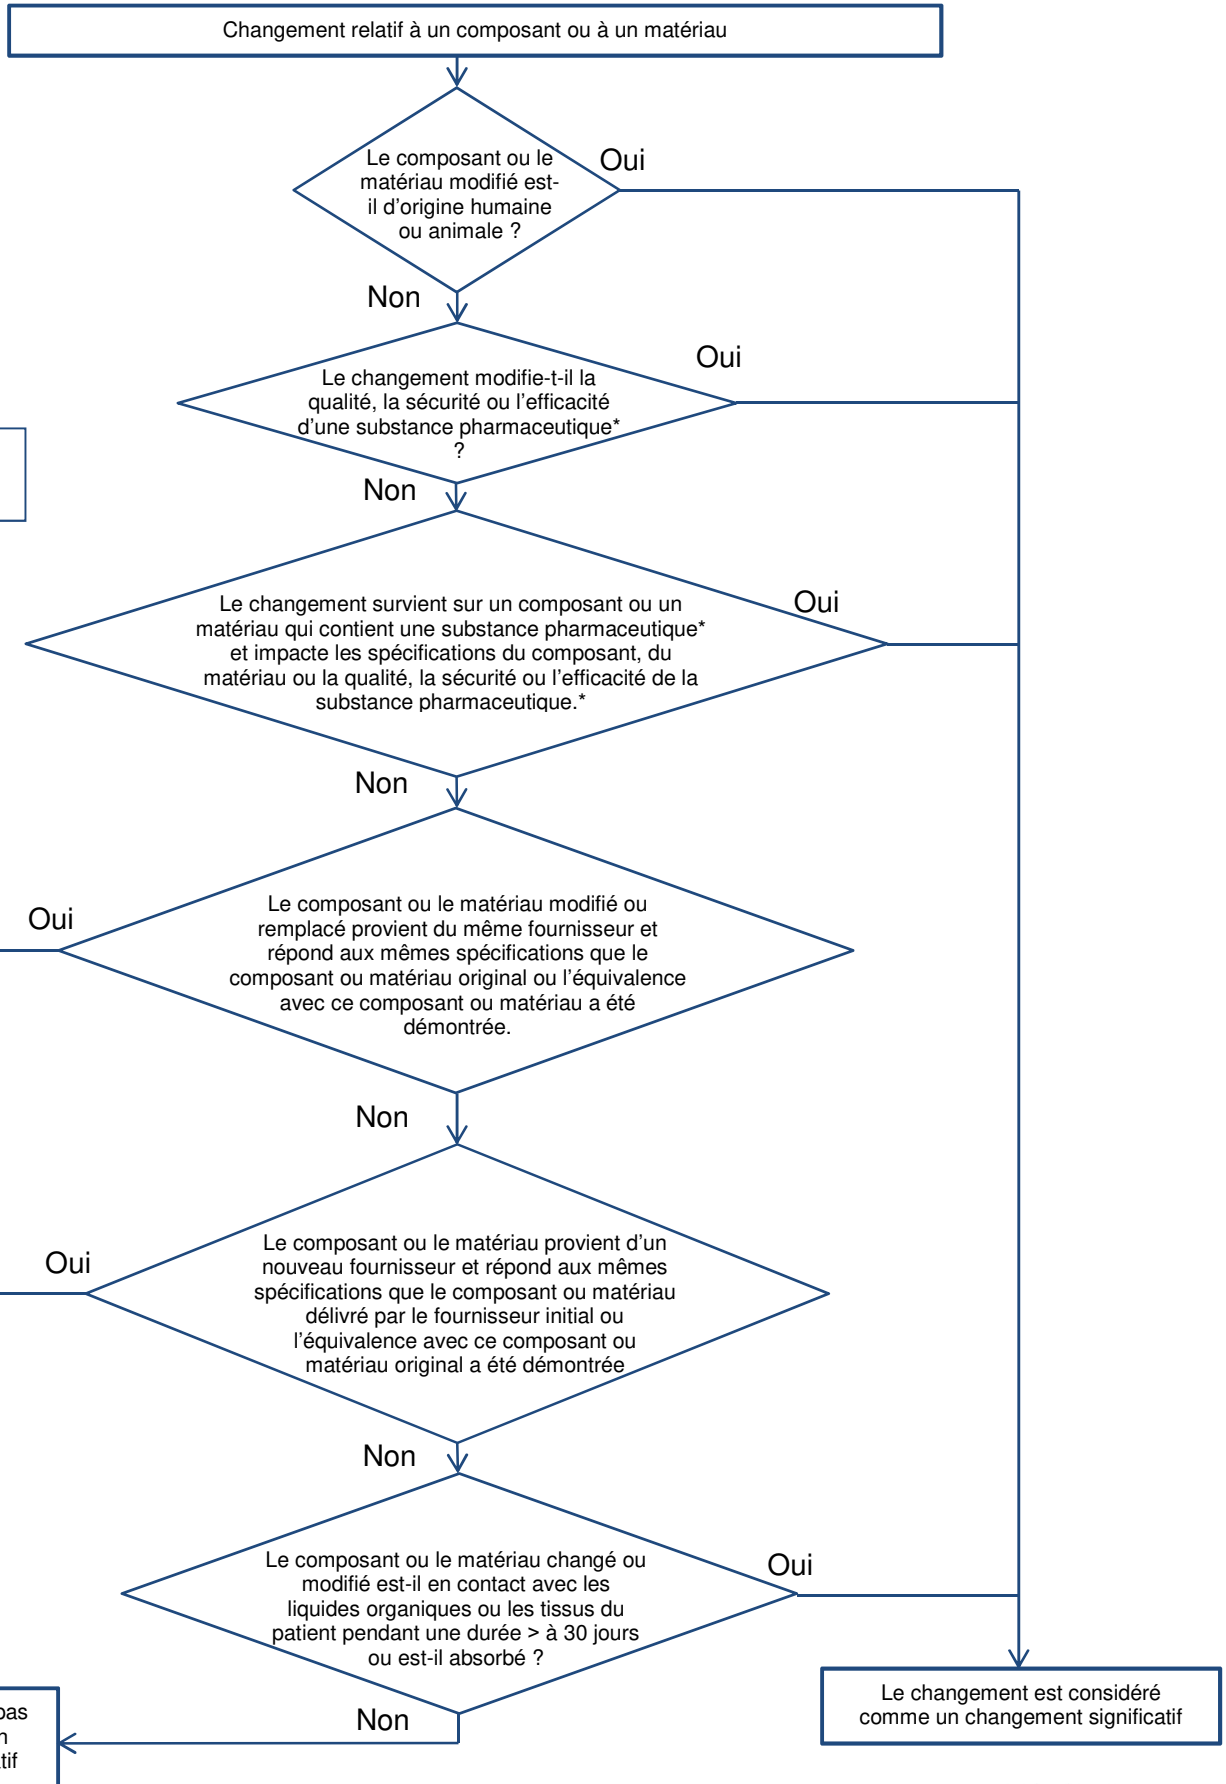 Changement relatif à un composant ou à un matériau
Le composant ou le
matériau modifié est-
il d'origine humaine
ou animale ?
Oui
Non
Le changement modifie-t-il la
qualité, la sécurité ou l’efficacité
d’une substance pharmaceutique*
?
Oui
Non
Le changement survient sur un composant ou un
matériau qui contient une substance pharmaceutique*
et impacte les spécifications du composant, du
matériau ou la qualité, la sécurité ou l’efficacité de la
substance pharmaceutique.*
Oui
Non
Le composant ou le matériau modifié ou
remplacé provient du même fournisseur et
répond aux mêmes spécifications que le
composant ou matériau original ou l’équivalence
avec ce composant ou matériau a été
démontrée.
Oui
Non
Le composant ou le matériau provient d’un
nouveau fournisseur et répond aux mêmes
spécifications que le composant ou matériau
délivré par le fournisseur initial ou
l’équivalence avec ce composant ou
matériau original a été démontrée
Oui
Non
Le composant ou le matériau changé ou
modifié est-il en contact avec les
liquides organiques ou les tissus du
patient pendant une durée > à 30 jours
ou est-il absorbé ?
Oui
Non
Le changement est considéré
comme un changement significatif
pas